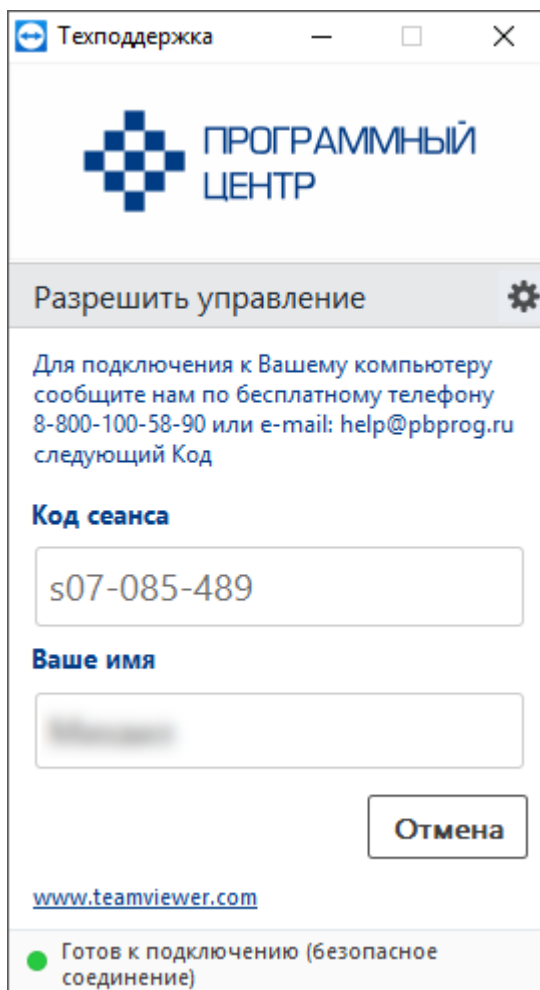 Техподдержка
ПРОГРАММНЫЙ
ЦЕНТР
Разрешить управление
Для подключения к Вашему компьютеру
сообщите нам по бесплатному телефону
8-800-100-58-90 или e-mail: help@pbprog.ru
следующий Код
Код сеанса
s07-085-489
Ваше имя
Отмена
www.teamviewer.com
Готов к подключению (безопасное
соединение)